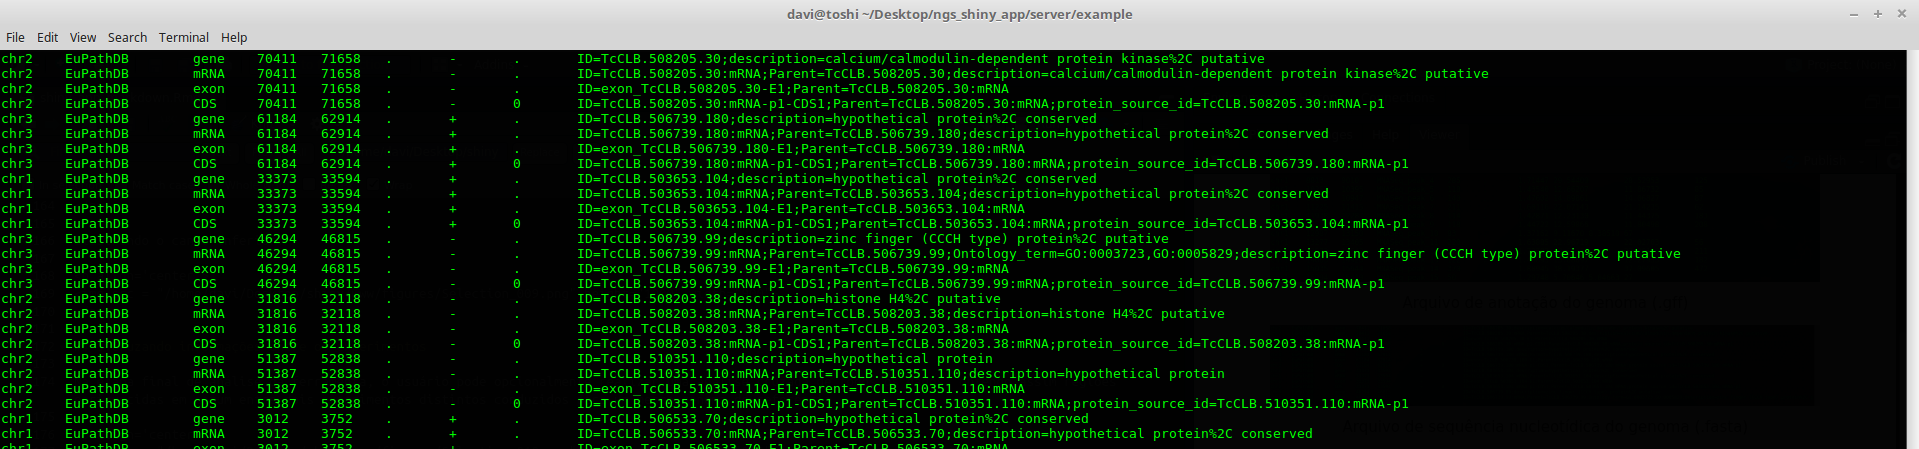 davi@toshi ~/Desktop/ngs_shiny_app/server/example
File Edit View Search Terminal Help
chr2 EuPathDB gene 70411 71658 . - . ID=TcCLB.508205.30;description=calcium/calmodulin-dependent protein kinase%2C putative
chr2 EuPathDB mRNA 70411 71658 . - . ID=TcCLB.508205.30:mRNA;Parent=TcCLB.508205.30;description=calcium/calmodulin-dependent protein kinase%2C putative
chr2 EuPathDB exon 70411 71658 . - . ID=exon_TcCLB.508205.30-E1;Parent=TcCLB.508205.30:mRNA
chr2 EuPathDB CDS 70411 71658 . - 0 ID=TcCLB.508205.30:mRNA-p1-CDS1;Parent=TcCLB.508205.30:mRNA;protein_source_id=TcCLB.508205.30:mRNA-p1
chr3 EuPathDB gene 61184 62914 . + . ID=TcCLB.506739.180;description=hypothetical protein%2C conserved
chr3 EuPathDB mRNA 61184 62914 . + . ID=TcCLB.506739.180:mRNA;Parent=TcCLB.506739.180;description=hypothetical protein%2C conserved
chr3 EuPathDB exon 61184 62914 . + . ID=exon_TcCLB.506739.180-E1;Parent=TcCLB.506739.180:mRNA
chr3 EuPathDB CDS 61184 62914 . + 0 ID=TcCLB.506739.180:mRNA-p1-CDS1;Parent=TcCLB.506739.180:mRNA;protein_source_id=TcCLB.506739.180:mRNA-p1
chr1 EuPathDB gene 33373 33594 . + . ID=TcCLB.503653.104;description=hypothetical protein%2C conserved
chr1 EuPathDB mRNA 33373 33594 . + . ID=TcCLB.503653.104:mRNA;Parent=TcCLB.503653.104;description=hypothetical protein%2C conserved
chr1 EuPathDB exon 33373 33594 . + . ID=exon_TcCLB.503653.104-E1;Parent=TcCLB.503653.104:mRNA
chr1 EuPathDB CDS 33373 33594 . + 0 ID=TcCLB.503653.104:mRNA-p1-CDS1;Parent=TcCLB.503653.104:mRNA;protein_source_id=TcCLB.503653.104:mRNA-p1
chr3 EuPathDB gene 46294 46815 . - . ID=TcCLB.506739.99;description=zinc finger (CCCH type) protein%2C putative
chr3 EuPathDB mRNA 46294 46815 . - . ID=TcCLB.506739.99:mRNA;Parent=TcCLB.506739.99;Ontology_term=GO:0003723,GO:0005829;description=zinc finger (CCCH type) protein%2C putative
chr3 EuPathDB exon 46294 46815 . - . ID=exon_TcCLB.506739.99-E1;Parent=TcCLB.506739.99:mRNA
chr3 EuPathDB CDS 46294 46815 . - 0 ID=TcCLB.506739.99:mRNA-p1-CDS1;Parent=TcCLB.506739.99:mRNA;protein_source_id=TcCLB.506739.99:mRNA-p1
chr2 EuPathDB gene 31816 32118 . - . ID=TcCLB.508203.38;description=histone H4%2C putative
chr2 EuPathDB mRNA 31816 32118 . - . ID=TcCLB.508203.38:mRNA;Parent=TcCLB.508203.38;description=histone H4%2C putative
chr2 EuPathDB exon 31816 32118 . - . ID=exon_TcCLB.508203.38-E1;Parent=TcCLB.508203.38:mRNA
chr2 EuPathDB CDS 31816 32118 . - 0 ID=TcCLB.508203.38:mRNA-p1-CDS1;Parent=TcCLB.508203.38:mRNA;protein_source_id=TcCLB.508203.38:mRNA-p1
chr2 EuPathDB gene 51387 52838 . - . ID=TcCLB.510351.110;description=hypothetical protein
chr2 EuPathDB mRNA 51387 52838 . - . ID=TcCLB.510351.110:mRNA;Parent=TcCLB.510351.110;description=hypothetical protein
chr2 EuPathDB exon 51387 52838 . - . ID=exon_TcCLB.510351.110-E1;Parent=TcCLB.510351.110:mRNA
chr2 EuPathDB CDS 51387 52838 . - 0 ID=TcCLB.510351.110:mRNA-p1-CDS1;Parent=TcCLB.510351.110:mRNA;protein_source_id=TcCLB.510351.110:mRNA-p1
chr1 EuPathDB gene 3012 3752 . + . ID=TcCLB.506533.70;description=hypothetical protein%2C conserved
chr1 EuPathDB mRNA 3012 3752 . + . ID=TcCLB.506533.70:mRNA;Parent=TcCLB.506533.70;description=hypothetical protein%2C conserved